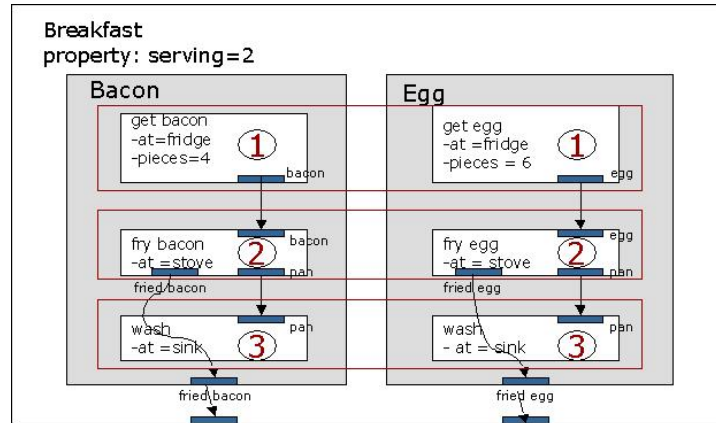 Breakfast
property: serving=2
Bacon
get bacon
-at=fridge
-pieces=4
1
bacon
bacon
fry bacon
-at =stove
2
pan
fried bacon
pan
wash
-at =sink
3
fried bacon
Egg
get egg
-at =fridge
-pieces = 6
1
egg
egg
fry egg
-at = stove
2
pan
fried egg
pan
wash
- at = sink
3
fried egg